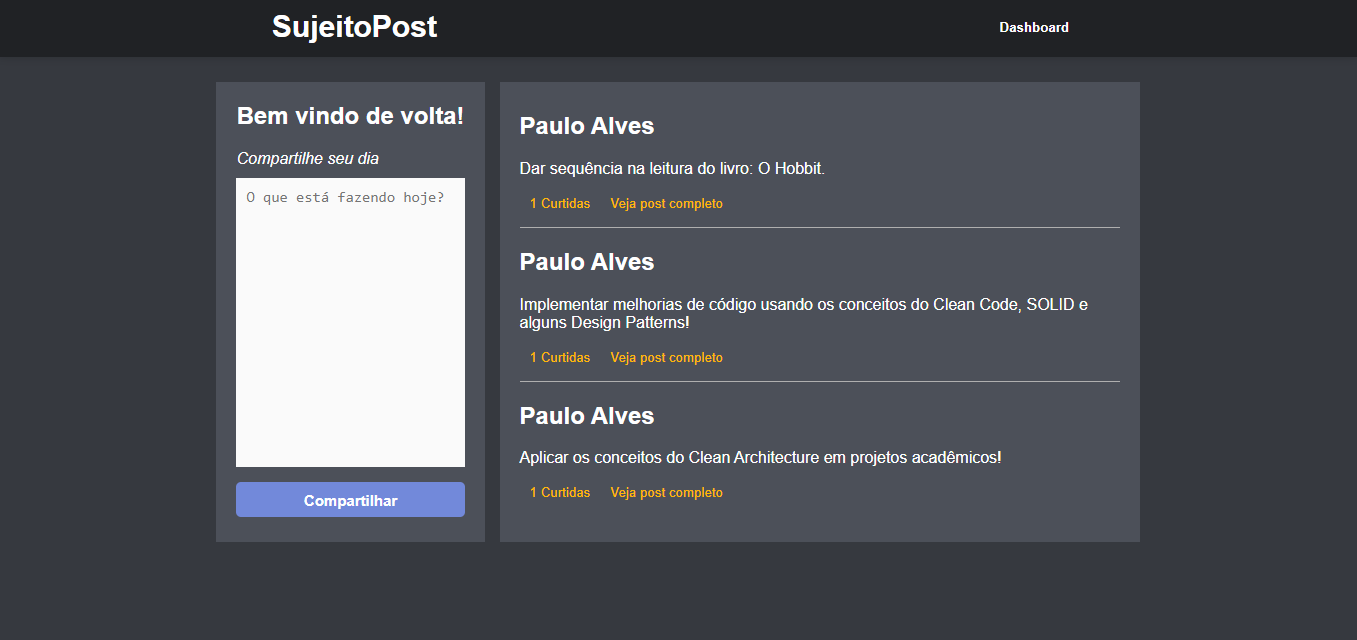 SujeitoPost
Dashboard
Bem vindo de volta!
Compartilhe seu dia
O que está fazendo hoje?
Compartilhar
Paulo Alves
Dar sequência na leitura do livro: O Hobbit.
1 Curtidas Veja post completo
Paulo Alves
Implementar melhorias de código usando os conceitos do Clean Code, SOLID e
alguns Design Patterns!
1 Curtidas Veja post completo
Paulo Alves
Aplicar os conceitos do Clean Architecture em projetos acadêmicos!
1 Curtidas Veja post completo